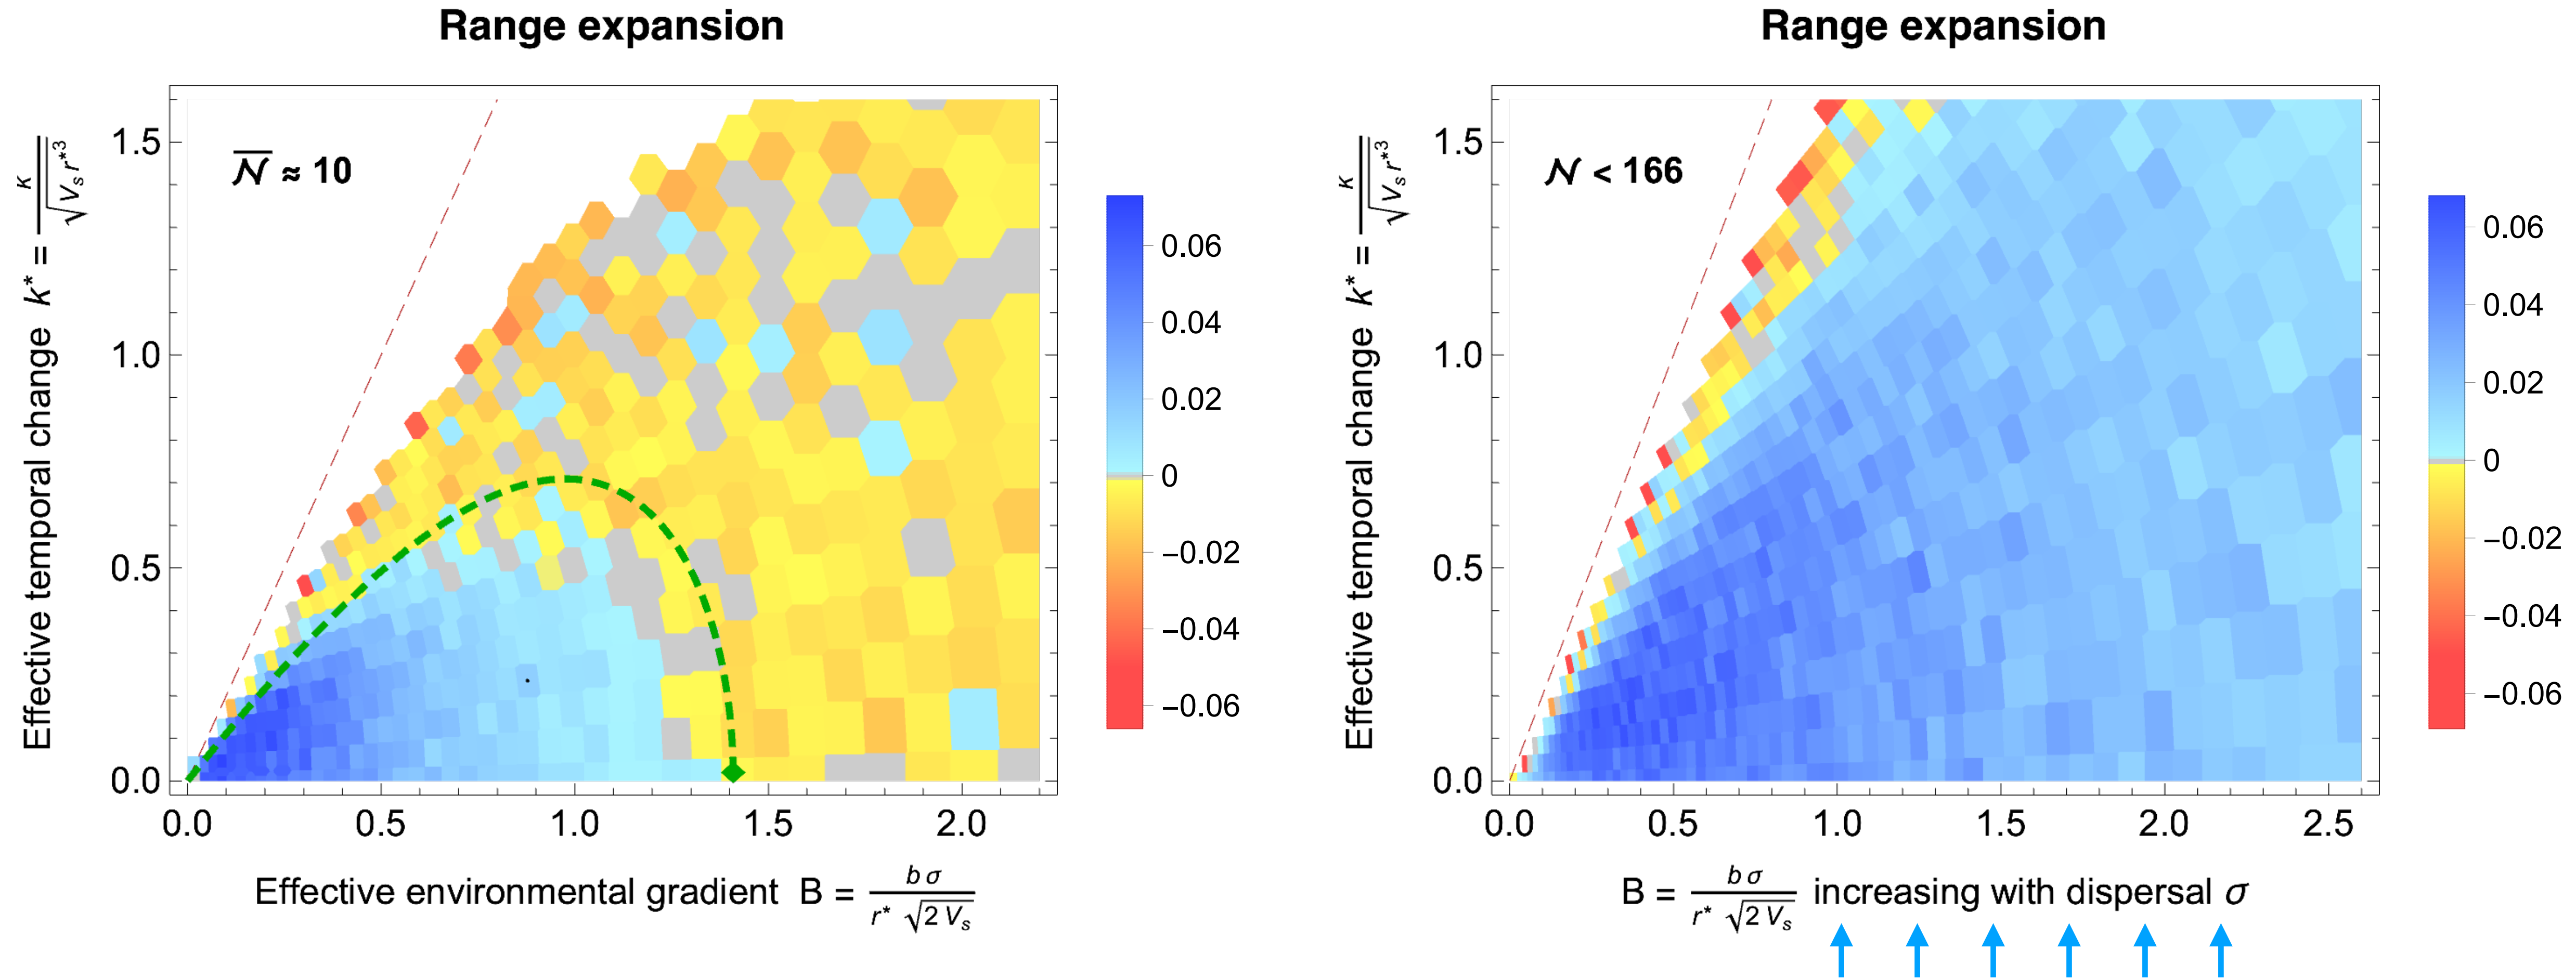 Range expansion
N̅ ≈ 10
Effective temporal change k* = κ / √(V_s r*³)
1.5
1.0
0.5
0.0
0.0 0.5 1.0 1.5 2.0
Effective environmental gradient B = b σ / (r* √(2 V_s))
0.06
0.04
0.02
0
−0.02
−0.04
−0.06
Range expansion
N < 166
Effective temporal change k* = κ / √(V_s r*³)
1.5
1.0
0.5
0.0
0.0 0.5 1.0 1.5 2.0 2.5
B = b σ / (r* √(2 V_s)) increasing with dispersal σ
0.06
0.04
0.02
0
−0.02
−0.04
−0.06